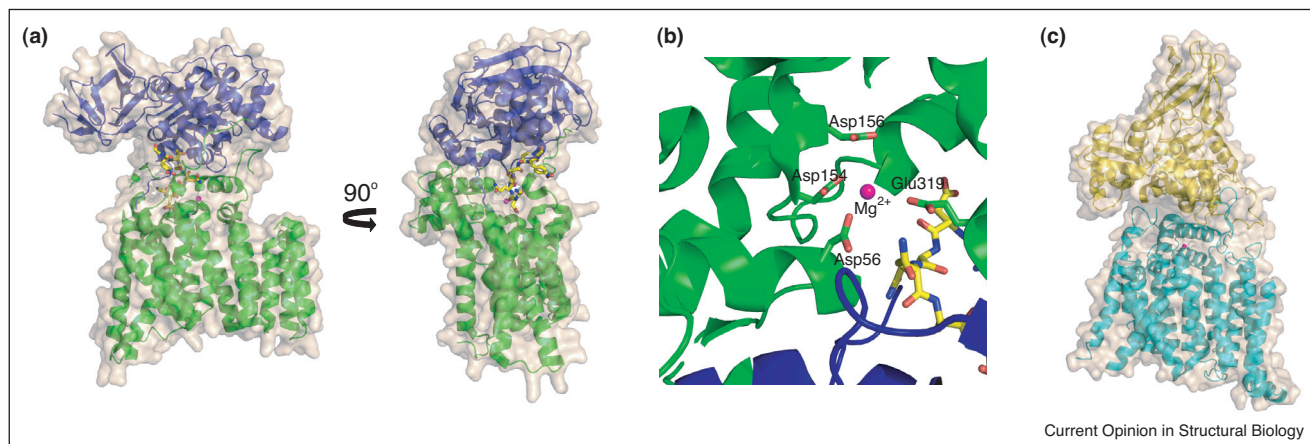 (a)
90°
(b)
Asp156
Asp154
Glu319
Mg2+
Asp56
(c)
Current Opinion in Structural Biology